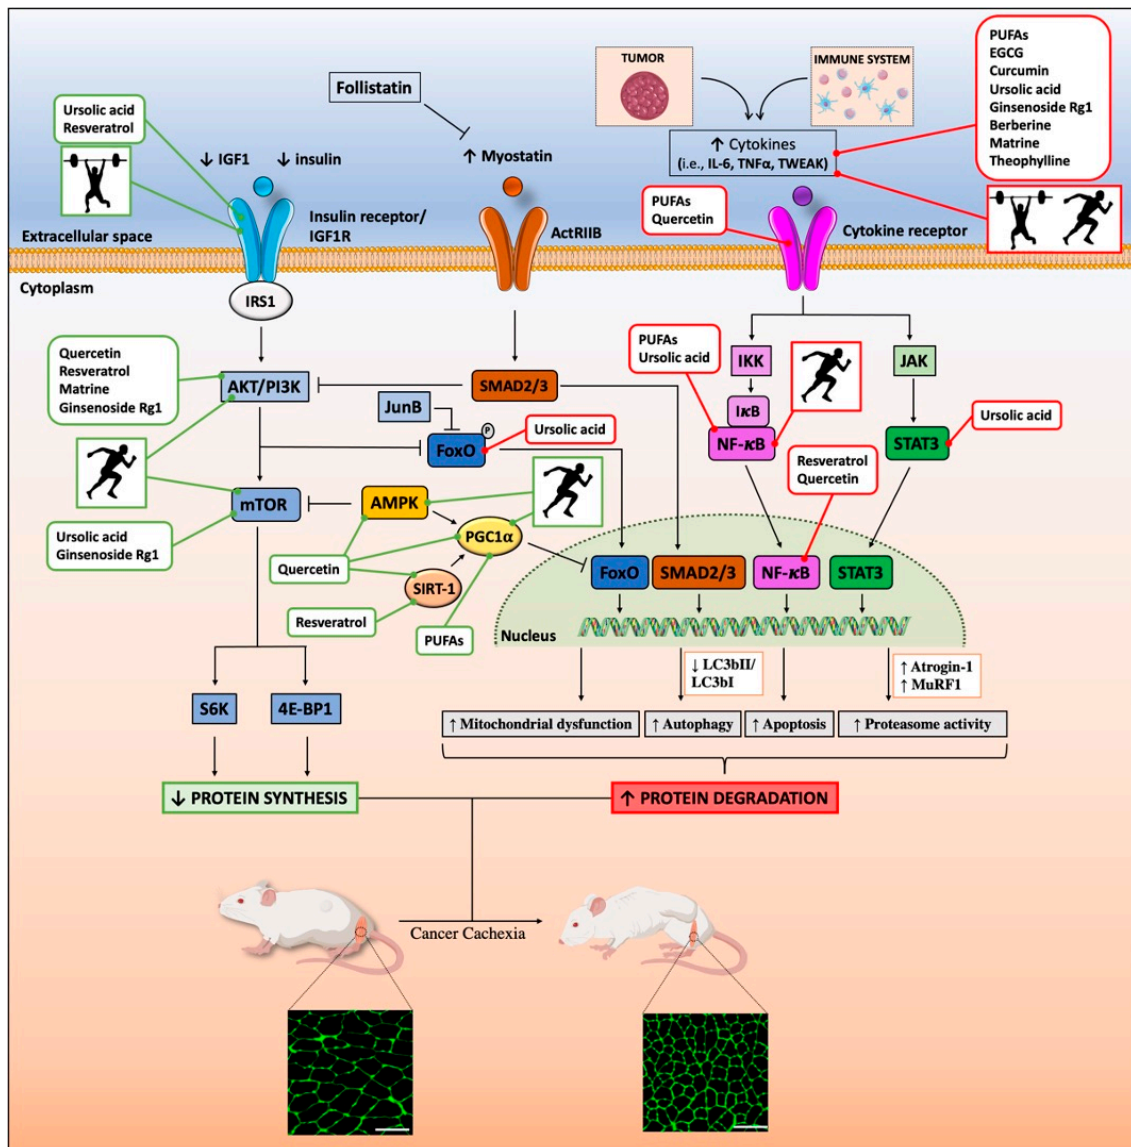 PUFAs
EGCG
Curcumin
Ursolic acid
Ginsenoside Rg1
Berberine
Matrine
Theophylline
TUMOR
IMMUNE SYSTEM
Follistatin
Ursolic acid
Resveratrol
↑ Cytokines
(i.e., IL-6, TNFα, TWEAK)
↓ IGF1
↓ insulin
↑ Myostatin
PUFAs
Quercetin
Extracellular space
Insulin receptor/
IGF1R
ActRIIB
Cytokine receptor
Cytoplasm
IRS1
PUFAs
Ursolic acid
IKK
JAK
Quercetin
Resveratrol
Matrine
Ginsenoside Rg1
AKT/PI3K
SMAD2/3
JunB
IκB
P
FoxO
Ursolic acid
NF-κB
STAT3
Ursolic acid
Resveratrol
Quercetin
mTOR
AMPK
Ursolic acid
Ginsenoside Rg1
PGC1α
Quercetin
SIRT-1
FoxO
SMAD2/3
NF-κB
STAT3
Resveratrol
PUFAs
Nucleus
↓ LC3bII/
LC3bI
↑ Atrogin-1
↑ MuRF1
S6K
4E-BP1
↑ Mitochondrial dysfunction
↑ Autophagy
↑ Apoptosis
↑ Proteasome activity
↓ PROTEIN SYNTHESIS
↑ PROTEIN DEGRADATION
Cancer Cachexia